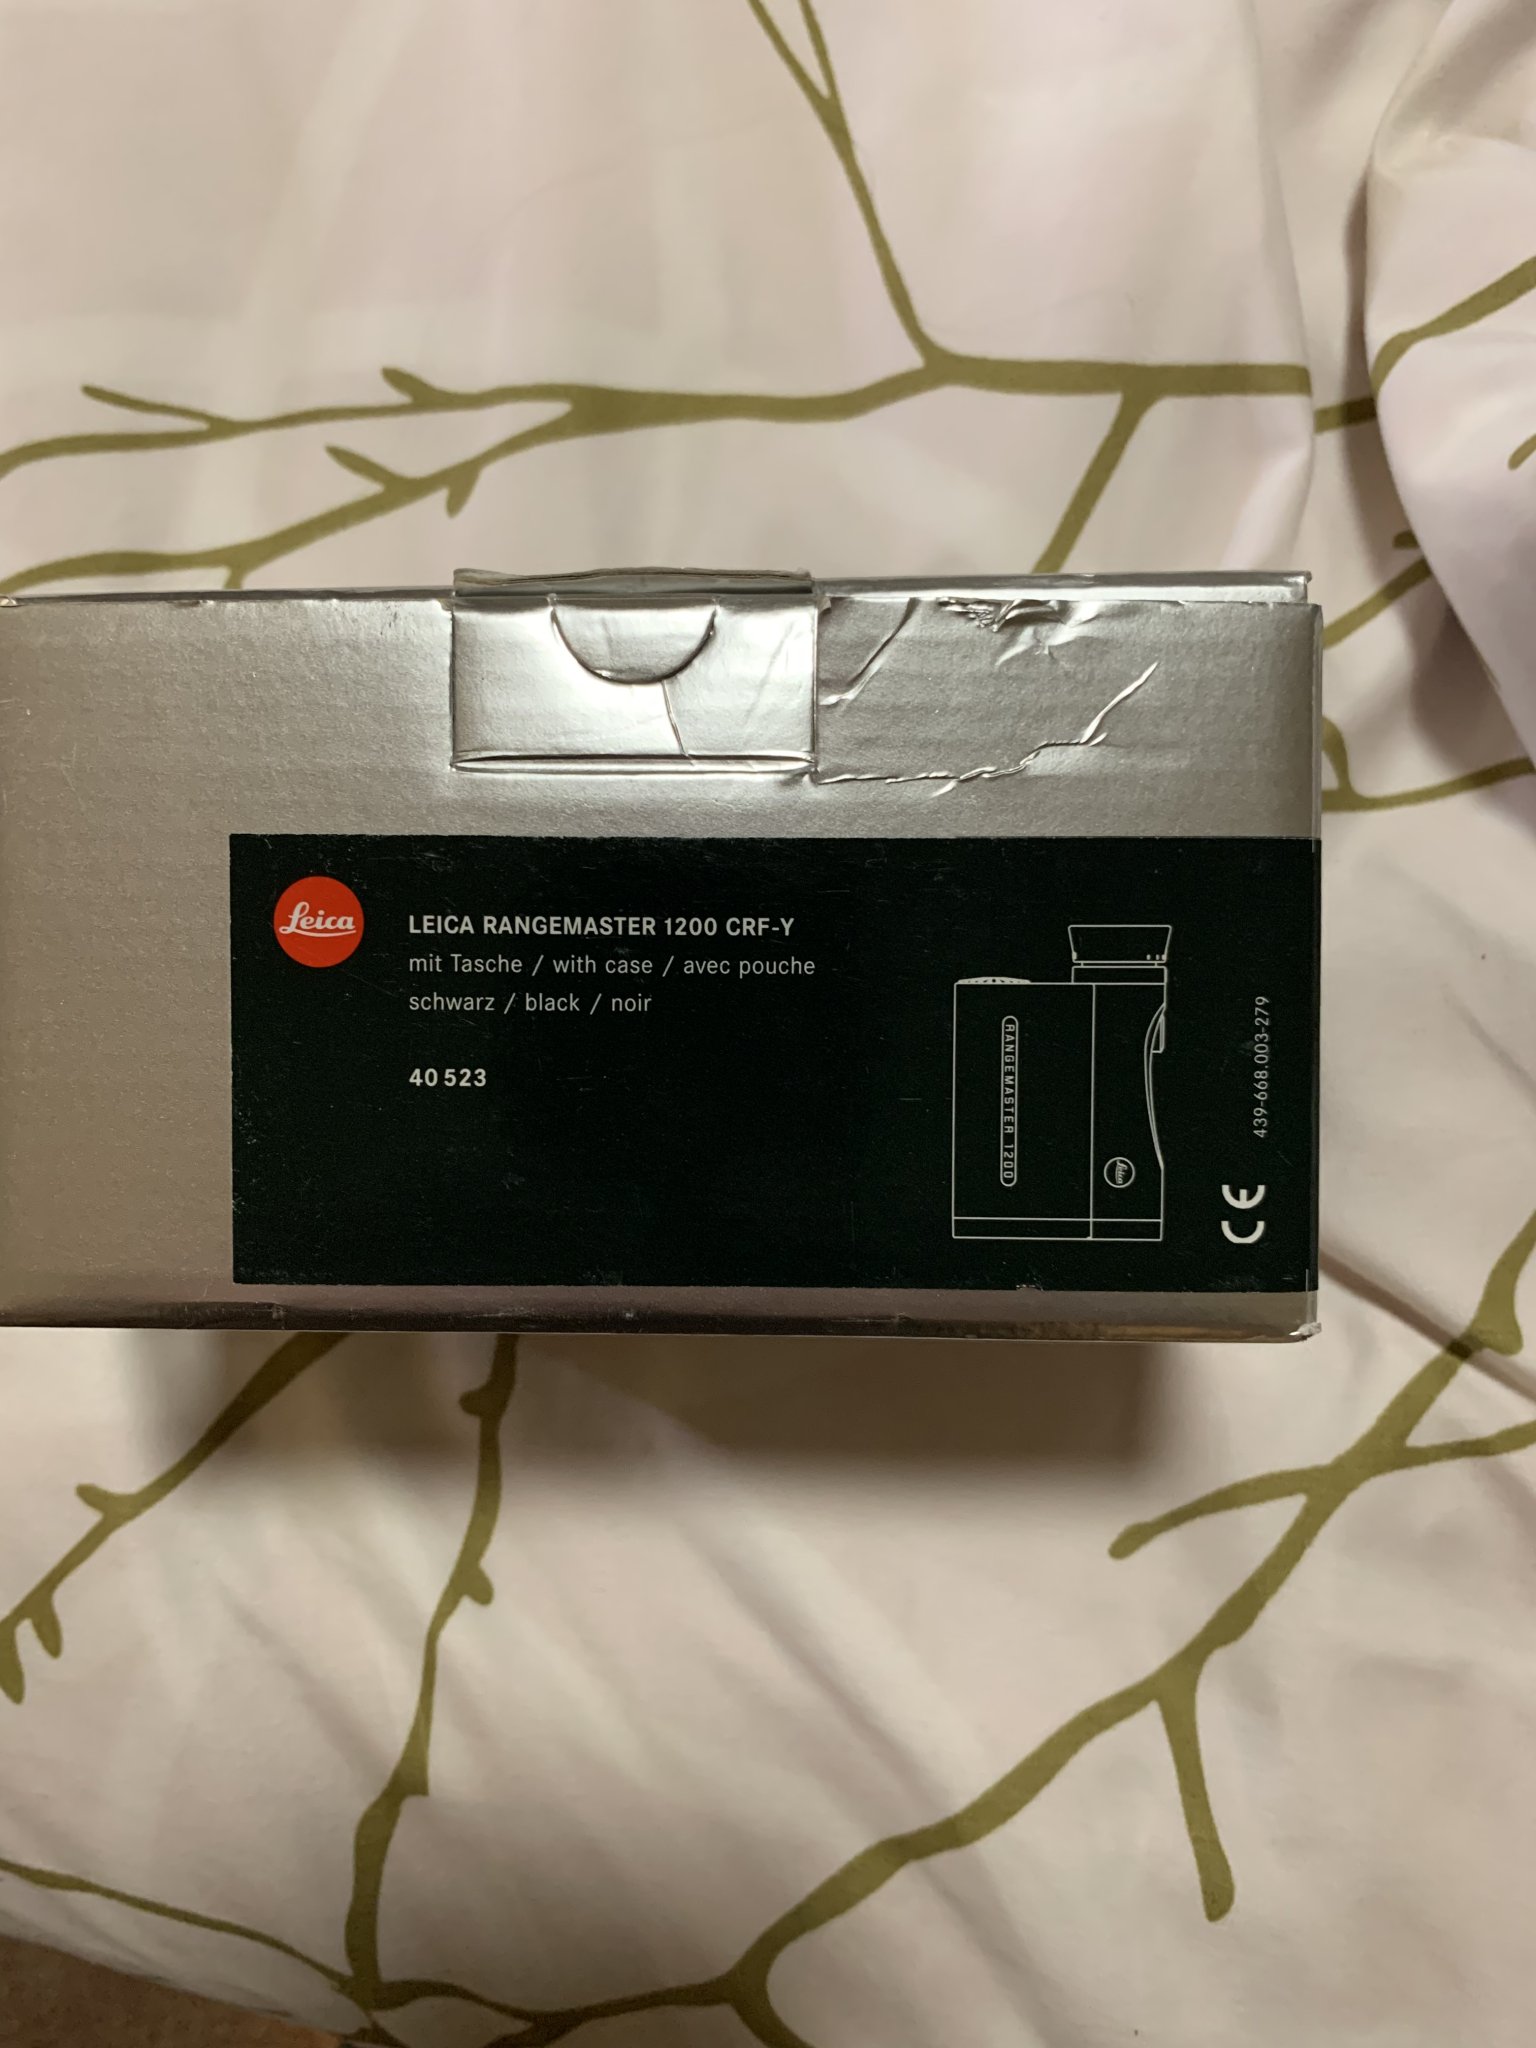 Leica
LEICA RANGEMASTER 1200 CRF-Y
mit Tasche / with case / avec pouche
schwarz / black / noir
40 523
RANGEMASTER 1200
Leica
439-668.003-279
CE